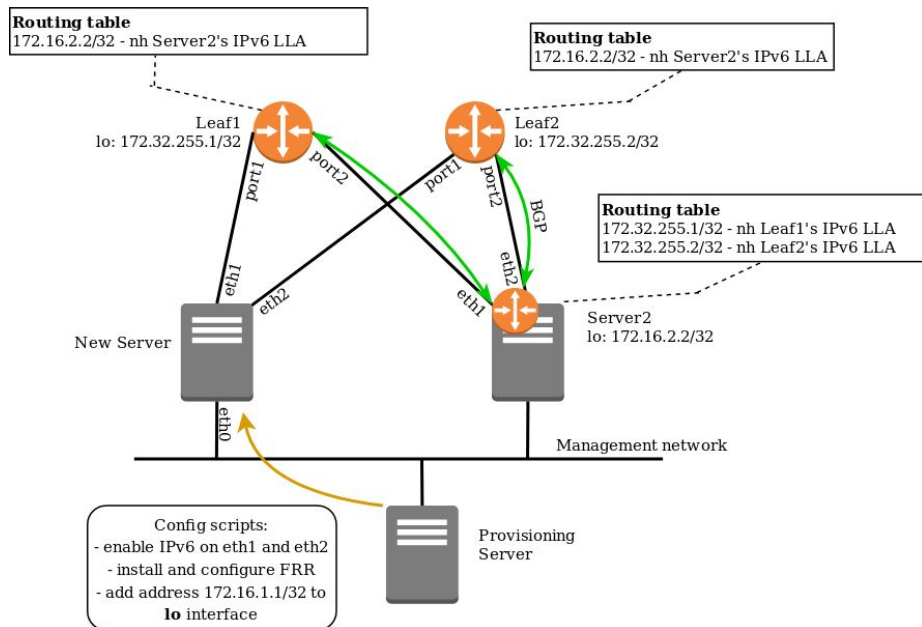 Routing table
172.16.2.2/32 - nh Server2's IPv6 LLA
Routing table
172.16.2.2/32 - nh Server2's IPv6 LLA
Leaf1
lo: 172.32.255.1/32
Leaf2
lo: 172.32.255.2/32
port1
port2
port1
port2
BGP
Routing table
172.32.255.1/32 - nh Leaf1's IPv6 LLA
172.32.255.2/32 - nh Leaf2's IPv6 LLA
eth1
eth2
eth1
eth2
New Server
Server2
lo: 172.16.2.2/32
eth0
Management network
Config scripts:
- enable IPv6 on eth1 and eth2
- install and configure FRR
- add address 172.16.1.1/32 to
lo interface
Provisioning
Server